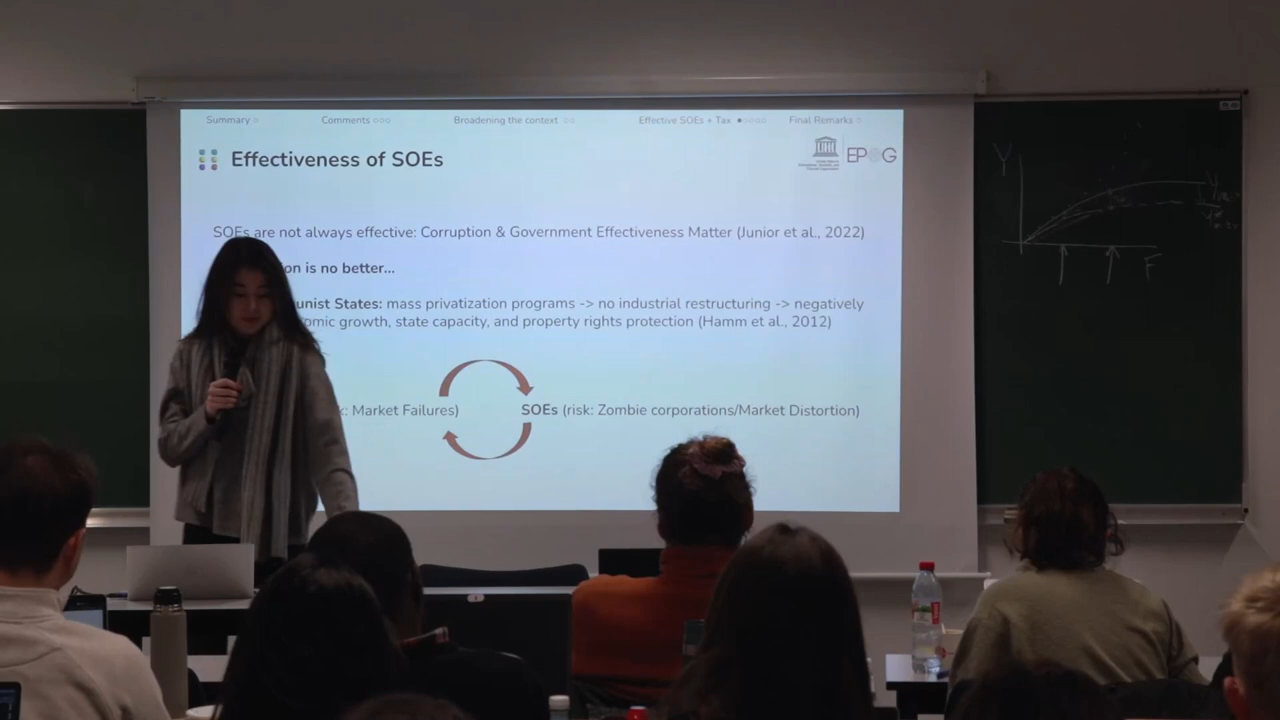 Summary
Comments
Broadening the context
Effective SOEs + Tax
Final Remarks
Effectiveness of SOEs
EPOG
SOEs are not always effective: Corruption & Government Effectiveness Matter (Junior et al., 2022)
is no better...
States: mass privatization programs -> no industrial restructuring -> negatively
growth, state capacity, and property rights protection (Hamm et al., 2012)
Market Failures)
SOEs (risk: Zombie corporations/Market Distortion)
Y
F